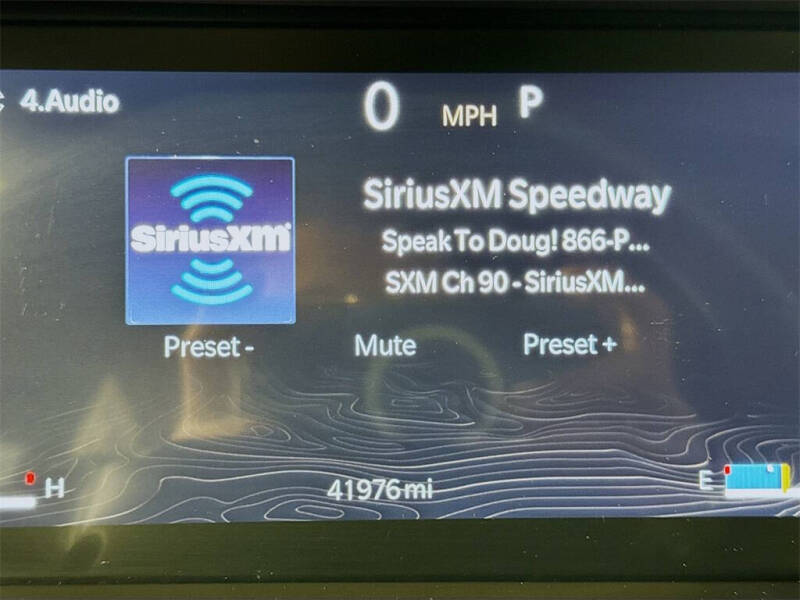 4.Audio
0 MPH P
SiriusXM Speedway
Speak To Doug! 866-P...
SXM Ch 90 - SiriusXM...
SiriusXM
Preset - Mute Preset +
H 41976 mi E